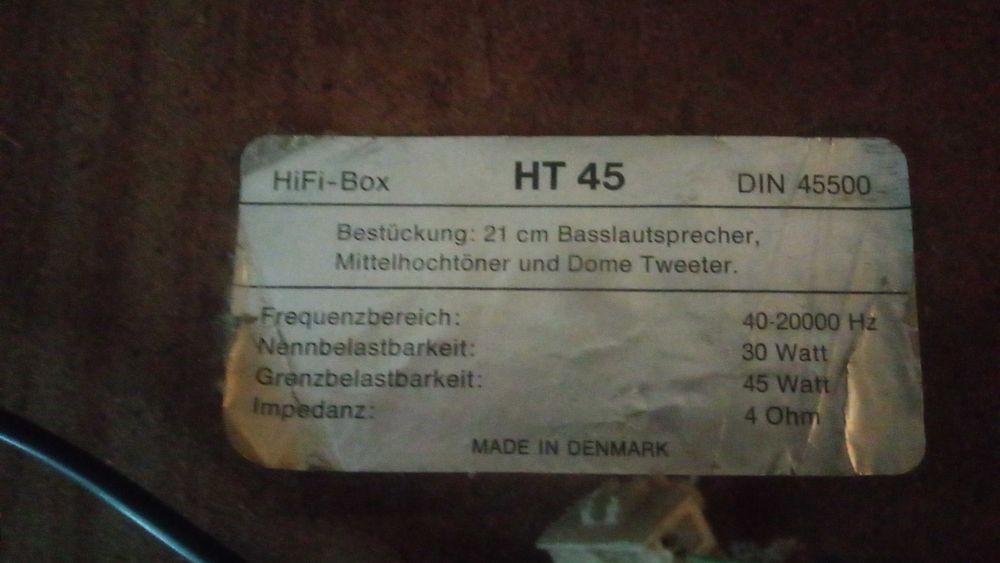 HiFi-Box HT 45 DIN 45500
Bestückung: 21 cm Basslautsprecher,
Mittelhochtöner und Dome Tweeter.
Frequenzbereich: 40-20000 Hz
Nennbelastbarkeit: 30 Watt
Grenzbelastbarkeit: 45 Watt
Impedanz: 4 Ohm
MADE IN DENMARK